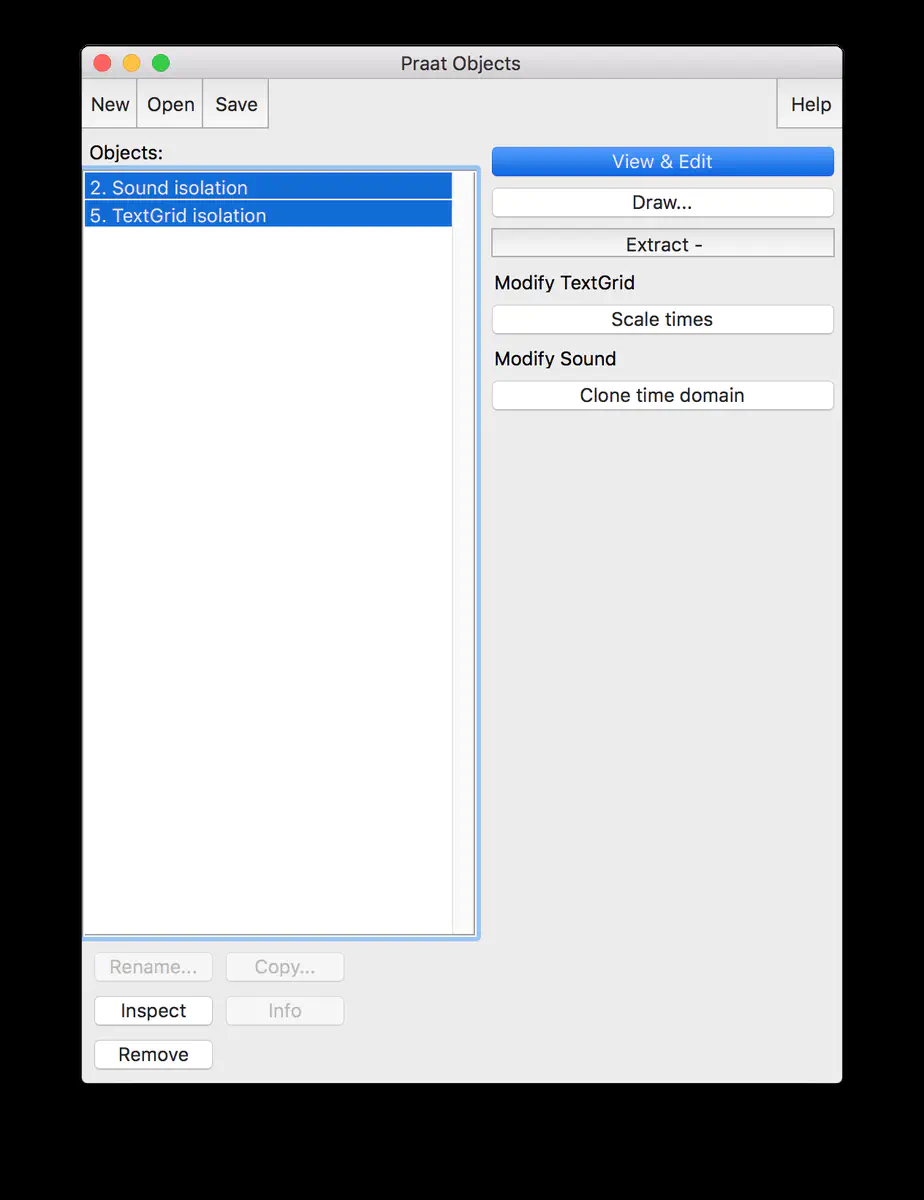 Praat Objects
New Open Save Help
Objects:
2. Sound isolation
5. TextGrid isolation
View & Edit
Draw...
Extract -
Modify TextGrid
Scale times
Modify Sound
Clone time domain
Rename... Copy...
Inspect Info
Remove